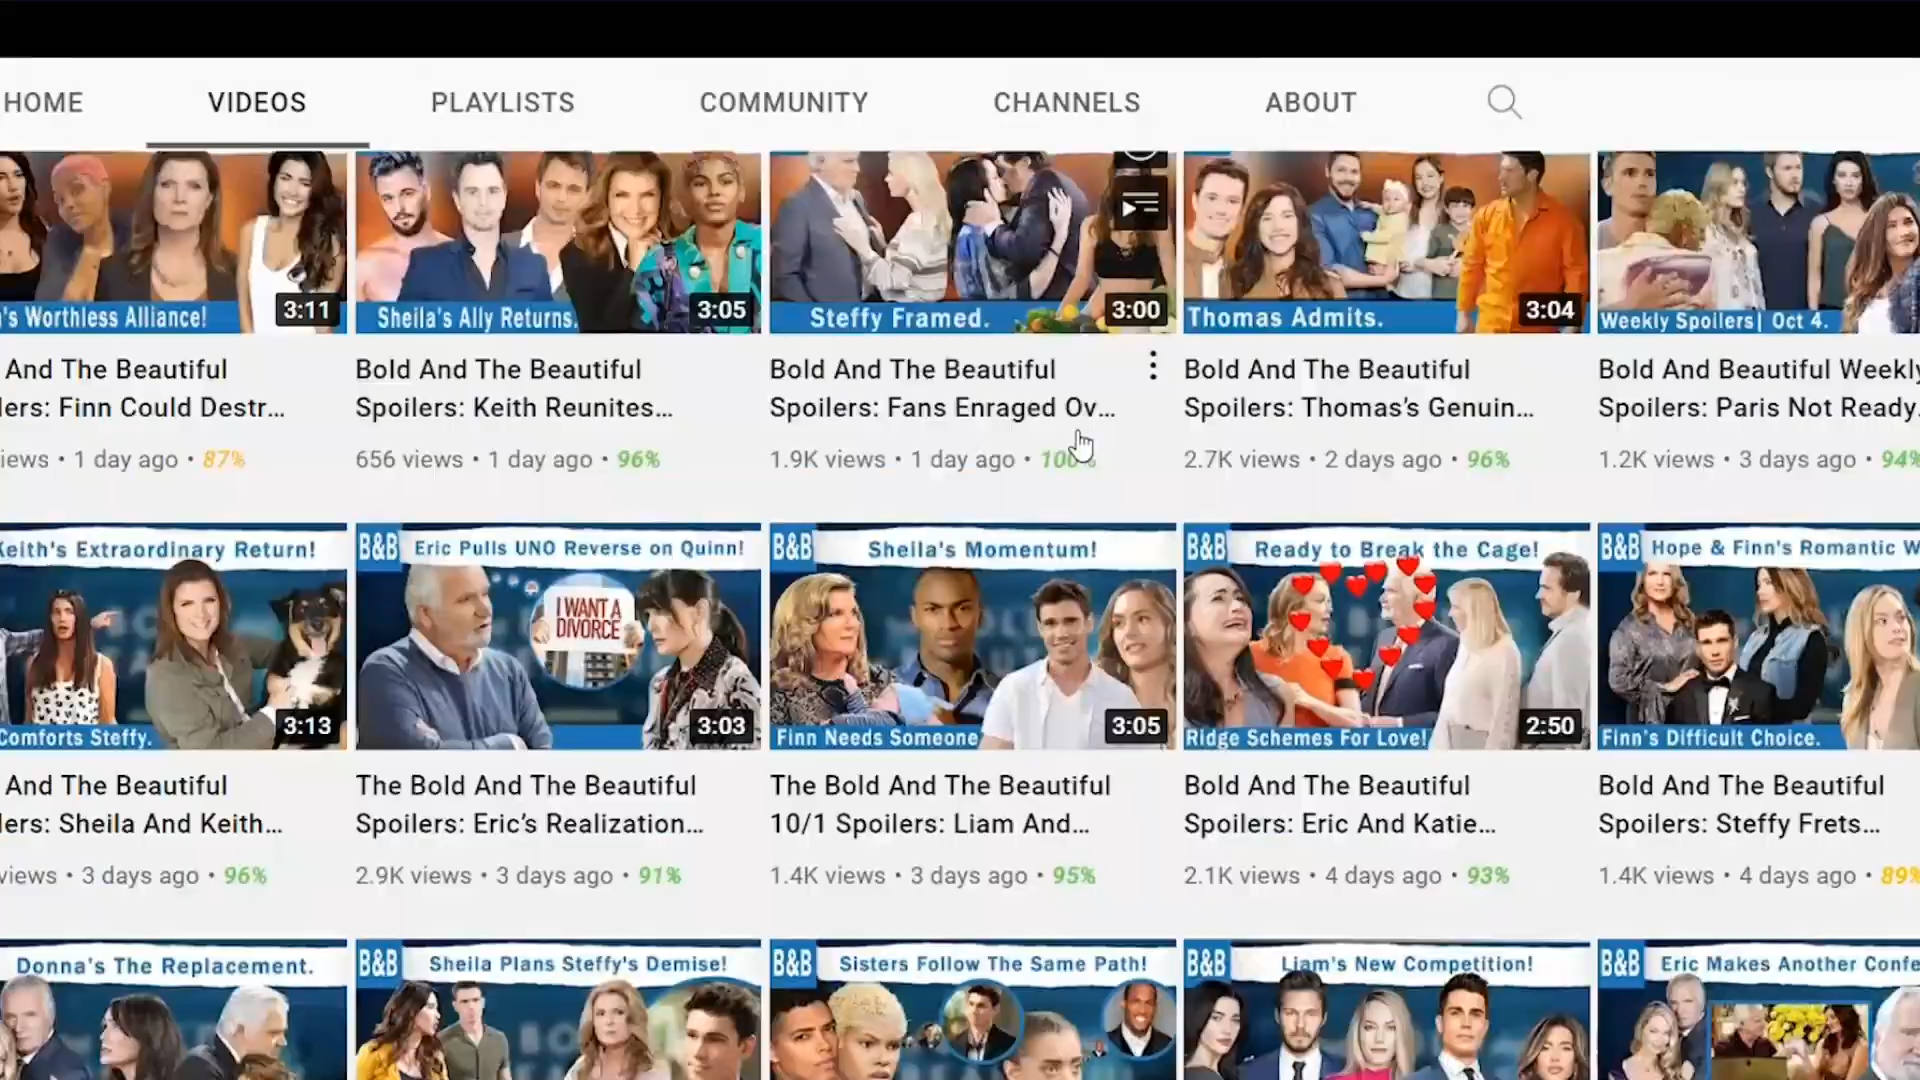 HOME
VIDEOS
PLAYLISTS
COMMUNITY
CHANNELS
ABOUT
's Worthless Alliance!
3:11
Sheila's Ally Returns.
3:05
Steffy Framed.
3:00
Thomas Admits.
3:04
Weekly Spoilers| Oct 4.
And The Beautiful
lers: Finn Could Destr...
iews • 1 day ago • 87%
Bold And The Beautiful
Spoilers: Keith Reunites...
656 views • 1 day ago • 96%
Bold And The Beautiful
Spoilers: Fans Enraged Ov...
1.9K views • 1 day ago • 100%
Bold And The Beautiful
Spoilers: Thomas’s Genuin...
2.7K views • 2 days ago • 96%
Bold And Beautiful Weekly
Spoilers: Paris Not Ready
1.2K views • 3 days ago • 94%
Keith's Extraordinary Return!
Comforts Steffy.
3:13
B&B
Eric Pulls UNO Reverse on Quinn!
I WANT A
DIVORCE
3:03
B&B
Sheila's Momentum!
Finn Needs Someone
3:05
B&B
Ready to Break the Cage!
Ridge Schemes For Love!
2:50
B&B
Hope & Finn's Romantic W
Finn's Difficult Choice.
And The Beautiful
lers: Sheila And Keith...
views • 3 days ago • 96%
The Bold And The Beautiful
Spoilers: Eric’s Realization...
2.9K views • 3 days ago • 91%
The Bold And The Beautiful
10/1 Spoilers: Liam And...
1.4K views • 3 days ago • 95%
Bold And The Beautiful
Spoilers: Eric And Katie...
2.1K views • 4 days ago • 93%
Bold And The Beautiful
Spoilers: Steffy Frets...
1.4K views • 4 days ago • 89%
Donna's The Replacement.
B&B
Sheila Plans Steffy's Demise!
B&B
Sisters Follow The Same Path!
B&B
Liam's New Competition!
B&B
Eric Makes Another Confe